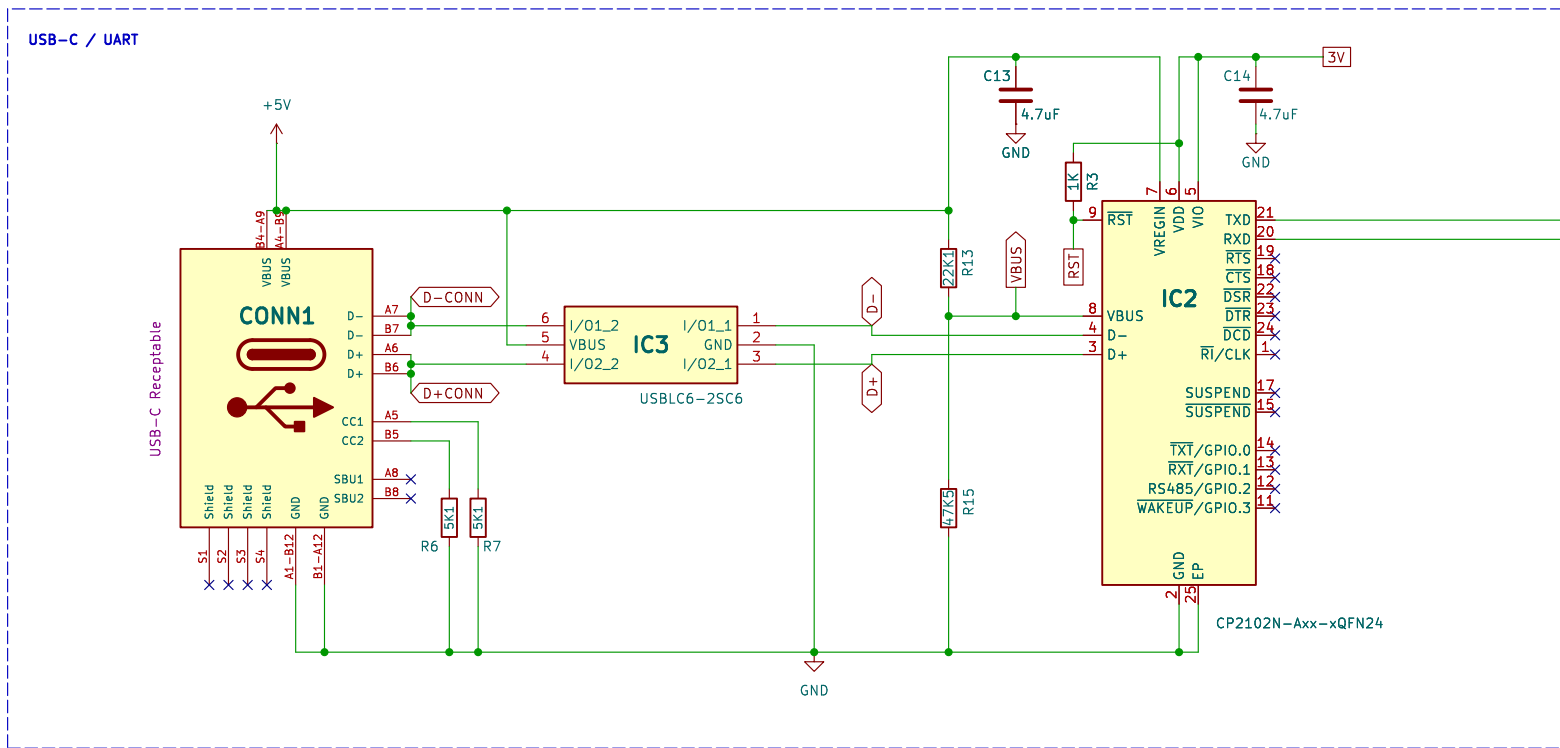 USB-C / UART
+5V
B4-A9
A4-B9
VBUS
VBUS
CONN1
USB-C Receptable
D-
A7
D-
B7
D+
A6
D+
B6
CC1
A5
CC2
B5
SBU1
A8
SBU2
B8
Shield
Shield
Shield
Shield
GND
GND
S1
S2
S3
S4
A1-B12
B1-A12
D-CONN
D+CONN
5K1
5K1
R6
R7
6
I/O1_2
I/O1_1
1
5
VBUS
IC3
GND
2
4
I/O2_2
I/O2_1
3
USBLC6-2SC6
D-
D+
GND
C13
4.7uF
GND
22K1
R13
47K5
R15
VBUS
1K
R3
RST
C14
4.7uF
GND
3V
7
6
5
VREGIN
VDD
VIO
9
RST
IC2
8
VBUS
4
D-
3
D+
TXD
21
RXD
20
RTS
19
CTS
18
DSR
22
DTR
23
DCD
24
RI/CLK
1
SUSPEND
17
SUSPEND
15
TXT/GPIO.0
14
RXT/GPIO.1
13
RS485/GPIO.2
12
WAKEUP/GPIO.3
11
GND
EP
2
25
CP2102N-Axx-xQFN24